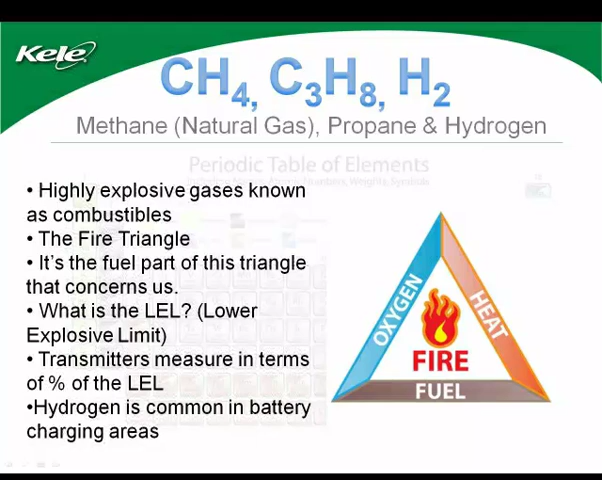 Kele
CH4, C3H8, H2
Methane (Natural Gas), Propane & Hydrogen
Periodic Table of Elements
• Highly explosive gases known
as combustibles
• The Fire Triangle
• It's the fuel part of this triangle
that concerns us.
• What is the LEL? (Lower
Explosive Limit)
• Transmitters measure in terms
of % of the LEL
•Hydrogen is common in battery
charging areas
OXYGEN
HEAT
FIRE
FUEL